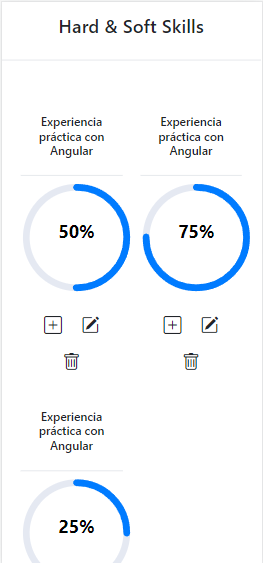 Hard & Soft Skills
Experiencia
práctica con
Angular
50%
Experiencia
práctica con
Angular
75%
Experiencia
práctica con
Angular
25%